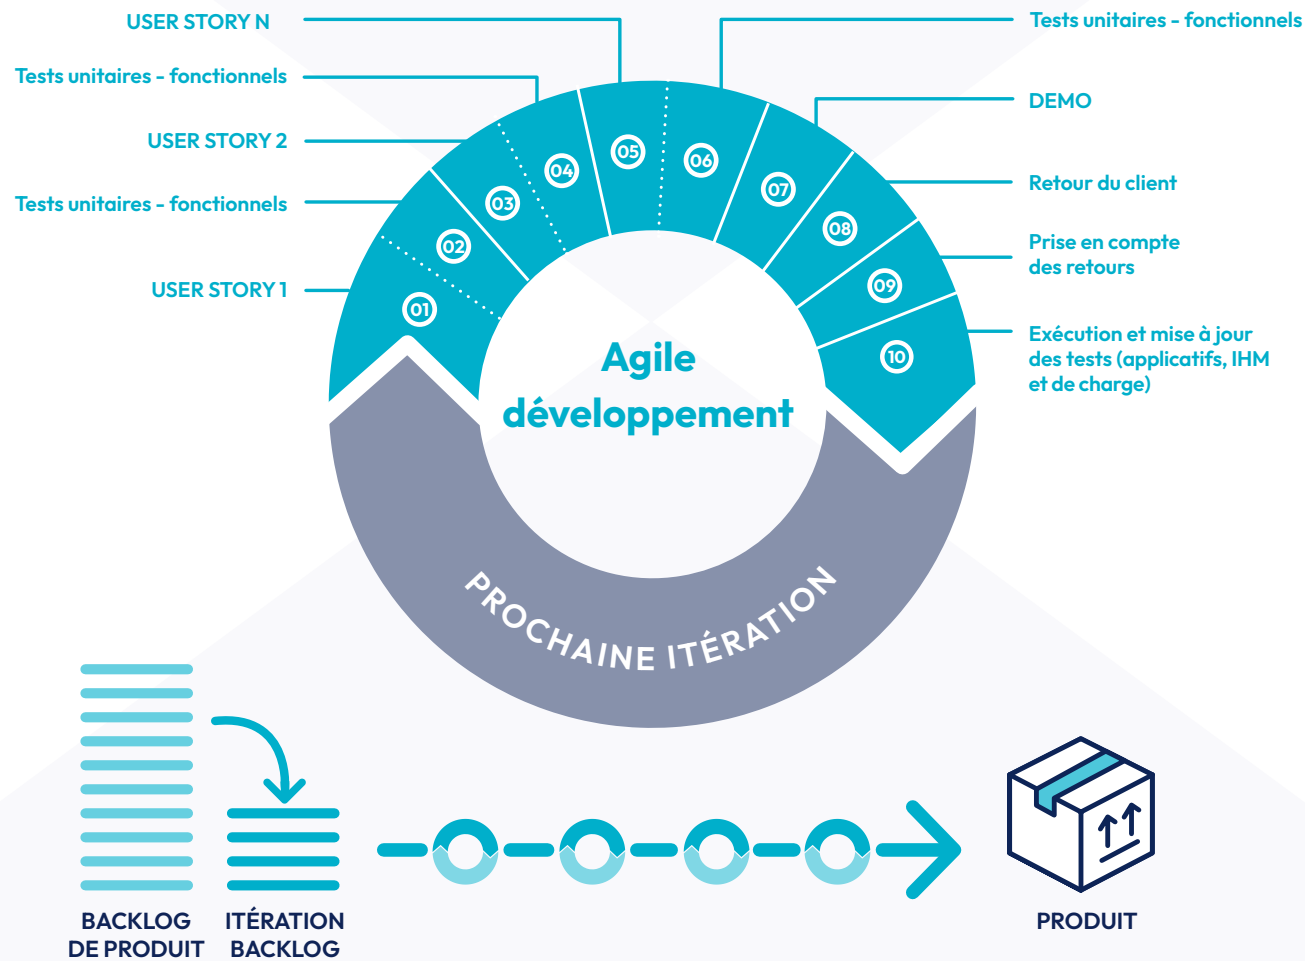 USER STORY N
Tests unitaires - fonctionnels
USER STORY 2
Tests unitaires - fonctionnels
USER STORY 1
Tests unitaires - fonctionnels
DEMO
Retour du client
Prise en compte
des retours
Exécution et mise à jour
des tests (applicatifs, IHM
et de charge)
01
02
03
04
05
06
07
08
09
10
Agile
développement
PROCHAINE ITÉRATION
BACKLOG
DE PRODUIT
ITÉRATION
BACKLOG
PRODUIT